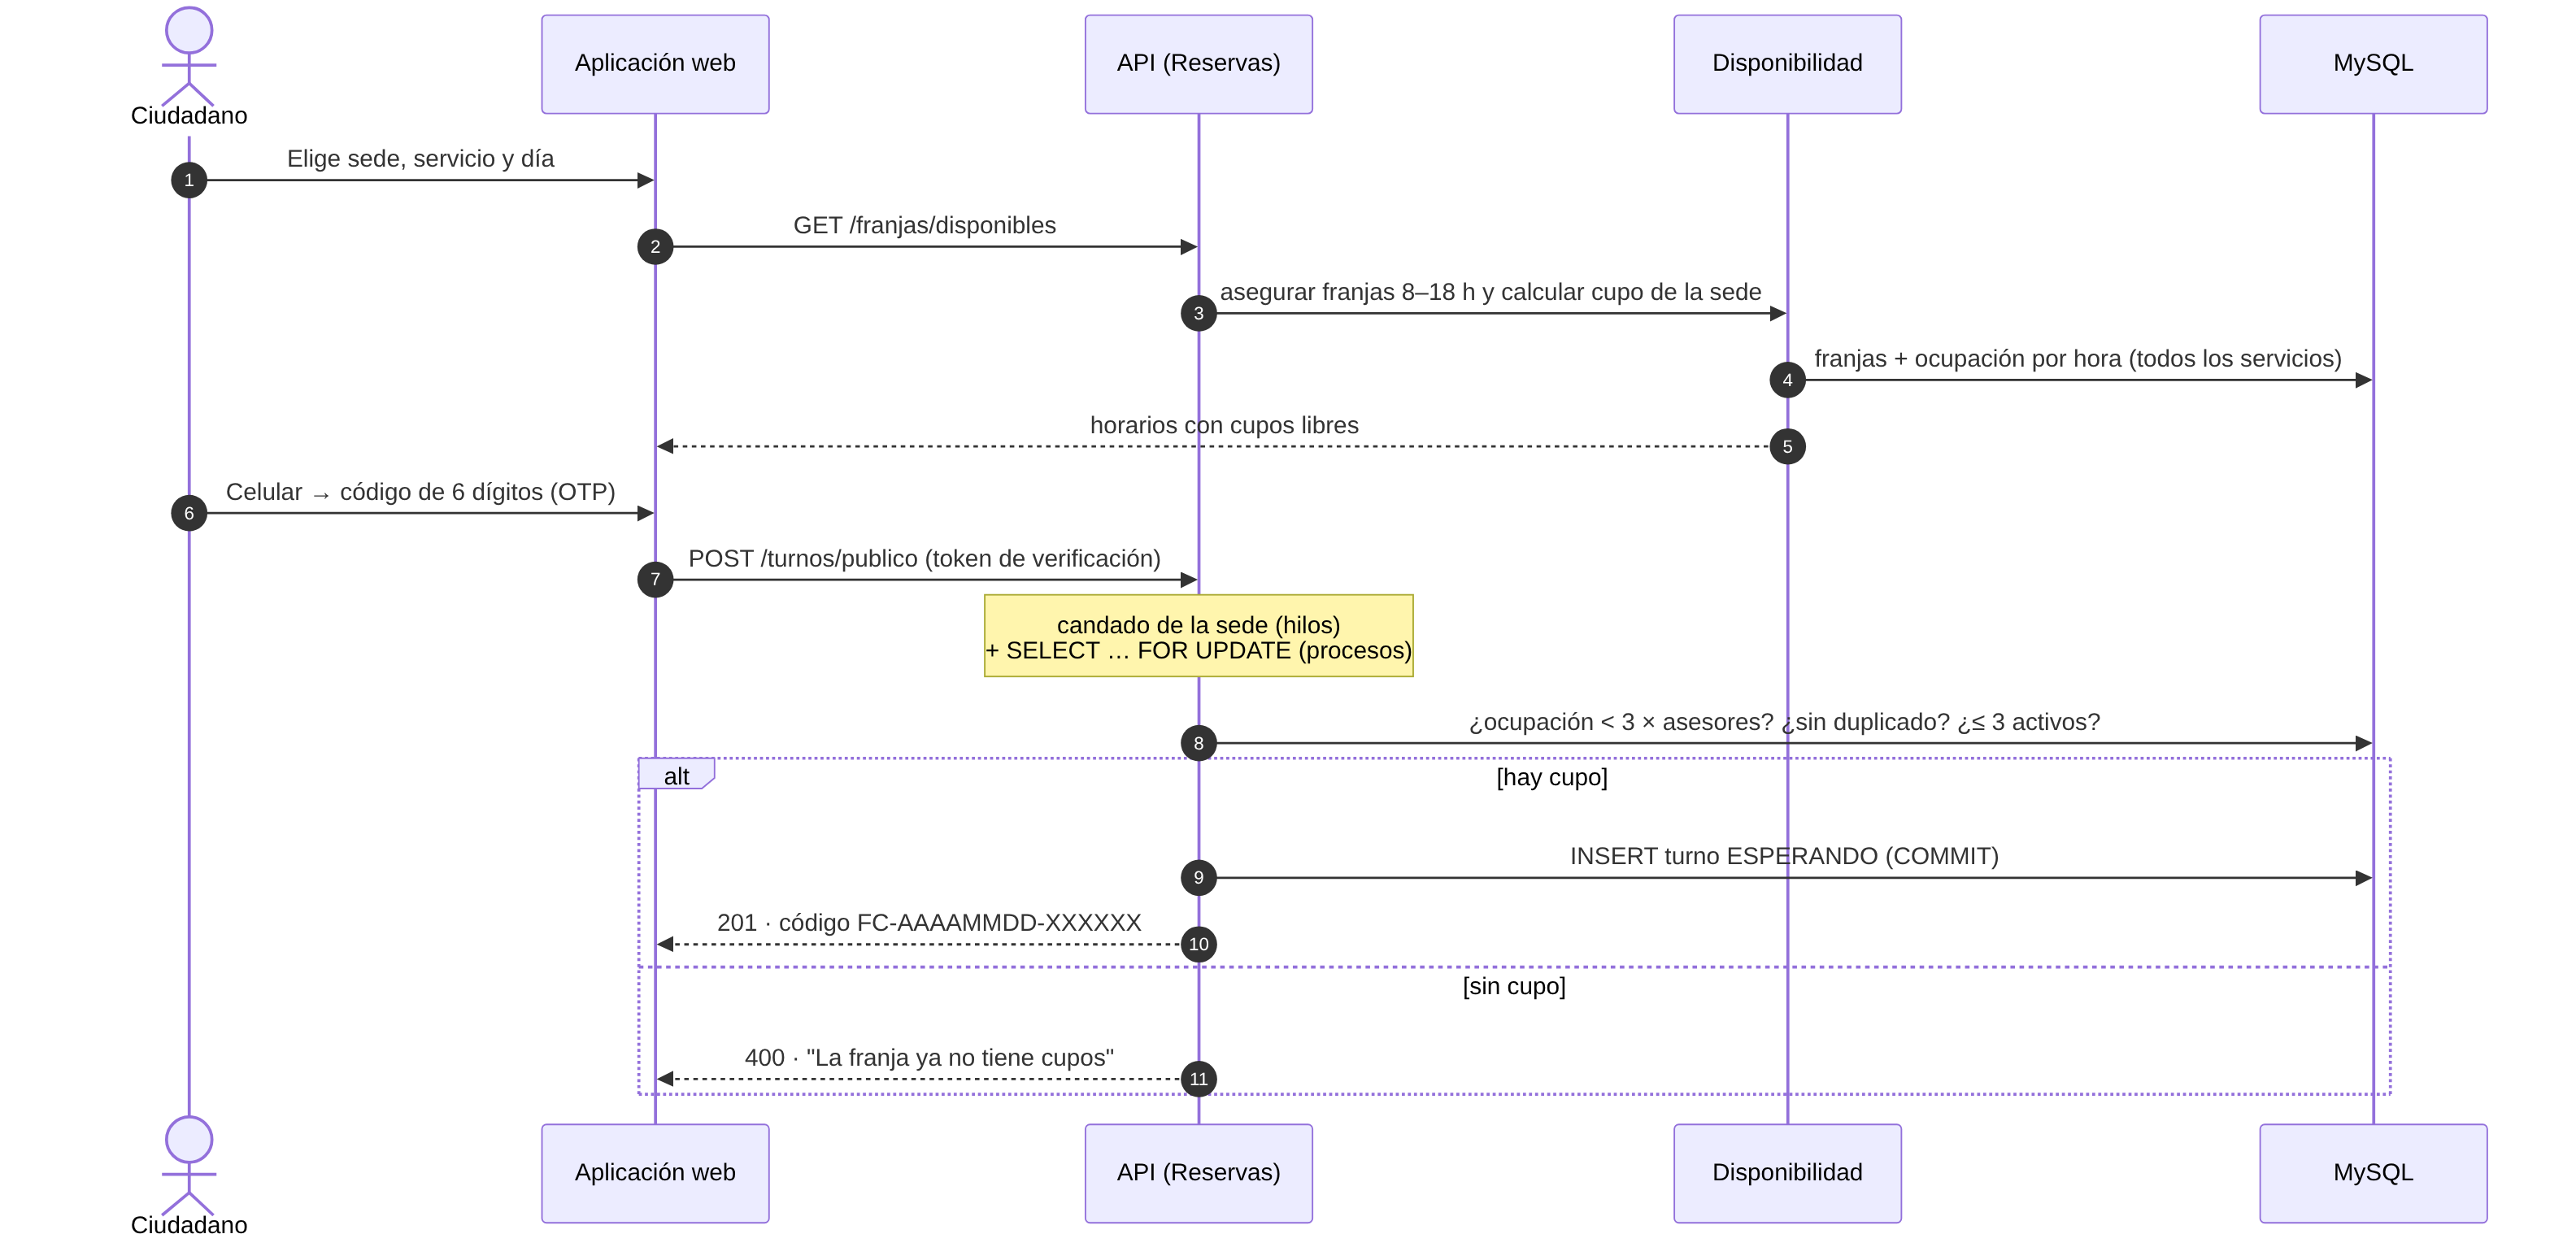 Ciudadano
Aplicación web
API (Reservas)
Disponibilidad
MySQL
Elige sede, servicio y día
1
GET /franjas/disponibles
2
asegurar franjas 8–18 h y calcular cupo de la sede
3
franjas + ocupación por hora (todos los servicios)
4
horarios con cupos libres
5
Celular → código de 6 dígitos (OTP)
6
POST /turnos/publico (token de verificación)
7
candado de la sede (hilos)
+ SELECT … FOR UPDATE (procesos)
¿ocupación < 3 × asesores? ¿sin duplicado? ¿≤ 3 activos?
8
alt
[hay cupo]
INSERT turno ESPERANDO (COMMIT)
9
201 · código FC-AAAAMMDD-XXXXXX
10
[sin cupo]
400 · "La franja ya no tiene cupos"
11
Ciudadano
Aplicación web
API (Reservas)
Disponibilidad
MySQL